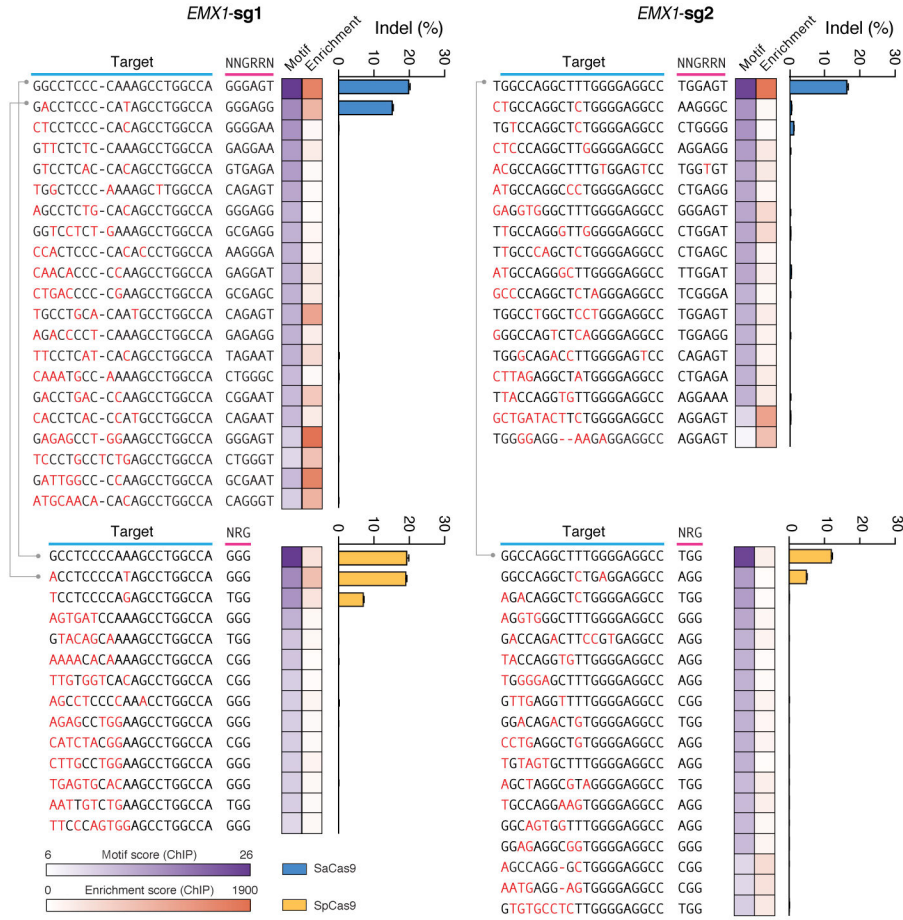 EMX1-sg1
Target NNGRRN Motif Enrichment Indel (%)
0 10 20 30
GGCCTCCC-CAAAGCCTGGCCA GGGAGT
GACCTCCC-CATAGCCTGGCCA GGGAGG
CTCCTCCC-CACAGCCTGGCCA GGGGAA
GTTCTCTC-CAAAGCCTGGCCA GAGGAA
GTCCTCAC-CACAGCCTGGCCA GTGAGA
TGGCTCCC-AAAAGCTTGGCCA CAGAGT
AGCCTCTG-CACAGCCTGGCCA GGGAGG
GGTCCTCT-GAAAGCCTGGCCA GCGAGG
CCACTCCC-CACACCCTGGCCA AAGGGA
CAACACCC-CCAAGCCTGGCCA GAGGAT
CTGACCCC-CGAAGCCTGGCCA GCGAGC
TGCCTGCA-CAATGCCTGGCCA CAGAGT
AGACCCCT-CAAAGCCTGGCCA GAGAGG
TTCCTCAT-CACAGCCTGGCCA TAGAAT
CAAATGCC-AAAAGCCTGGCCA CTGGGC
GACCTGAC-CCAAGCCTGGCCA CGGAAT
CACCTCAC-CCATGCCTGGCCA CAGAAT
GAGAGCCT-GGAAGCCTGGCCA GGGAGT
TCCCTGCCTCTGAGCCTGGCCA CTGGGT
GATTGGCC-CCAAGCCTGGCCA GCGAAT
ATGCAACA-CACAGCCTGGCCA CAGGGT
Target NRG
0 10 20 30
GCCTCCCCAAAGCCTGGCCA GGG
ACCTCCCCATAGCCTGGCCA GGG
TCCTCCCCAGAGCCTGGCCA TGG
AGTGATCCAAAGCCTGGCCA GGG
GTACAGCAAAAGCCTGGCCA TGG
AAAACACAAAAGCCTGGCCA CGG
TTGTGGTCACAGCCTGGCCA CGG
AGCCTCCCCAAACCTGGCCA GGG
AGAGCCTGGAAGCCTGGCCA GGG
CATCTACGGAAGCCTGGCCA CGG
CTTGCCTGGAAGCCTGGCCA GGG
TGAGTGCACAAGCCTGGCCA GGG
AATTGTCTGAAGCCTGGCCA TGG
TTCCCAGTGGAGCCTGGCCA GGG
6 Motif score (ChIP) 26
0 Enrichment score (ChIP) 1900
SaCas9
SpCas9
EMX1-sg2
Target NNGRRN Motif Enrichment Indel (%)
0 10 20 30
TGGCCAGGCTTTGGGGAGGCC TGGAGT
CTGCCAGGCTCTGGGGAGGCC AAGGGC
TGTCCAGGCTCTGGGGAGGCC CTGGGG
CTCCCAGGCTTGGGGGAGGCC AGGAGG
ACGCCAGGCTTTGTGGAGTCC TGGTGT
ATGCCAGGCCCTGGGGAGGCC CTGAGG
GAGGTGGGCTTTGGGGAGGCC GGGAGT
TTGCCAGGGTTGGGGGAGGCC CTGGAT
TTGCCCAGCTCTGGGGAGGCC CTGAGC
ATGCCAGGGCTTGGGGAGGCC TTGGAT
GCCCCAGGCTCTAGGGAGGCC TCGGGA
TGGCCTGGCTCCTGGGAGGCC TGGAGT
GGGCCAGTCTCAGGGGAGGCC TGGAGG
TGGGCAGACCTTGGGGAGTCC CAGAGT
CTTAGAGGCTATGGGGAGGCC CTGAGA
TTACCAGGTGTTGGGGAGGCC AGGAAA
GCTGATACTTCTGGGGAGGCC AGGAGT
TGGGGAGG--AAGAGGAGGCC AGGAGT
Target NRG
0 10 20 30
GGCCAGGCTTTGGGGAGGCC TGG
GGCCAGGCTCTGAGGAGGCC AGG
AGACAGGCTCTGGGGAGGCC TGG
AGGTGGGCTTTGGGGAGGCC GGG
GACCAGACTTCCGTGAGGCC AGG
TACCAGGTGTTGGGGAGGCC AGG
TGGGGAGCTTTGGGGAGGCC CGG
GTTGAGGTTTTGGGGAGGCC CGG
GGACAGACTGTGGGGAGGCC TGG
CCTGAGGCTGTGGGGAGGCC AGG
TGTAGTGCTTTGGGGAGGCC AGG
AGCTAGGCGTAGGGGAGGCC TGG
TGCCAGGAAGTGGGGAGGCC AGG
GGCAGTGGTTTGGGGAGGCC AGG
GGAGAGGCGGTGGGGAGGCC GGG
AGCCAGG-GCTGGGGAGGCC CGG
AATGAGG-AGTGGGGAGGCC CGG
GTGTGCCTCTTGGGGAGGCC AGG